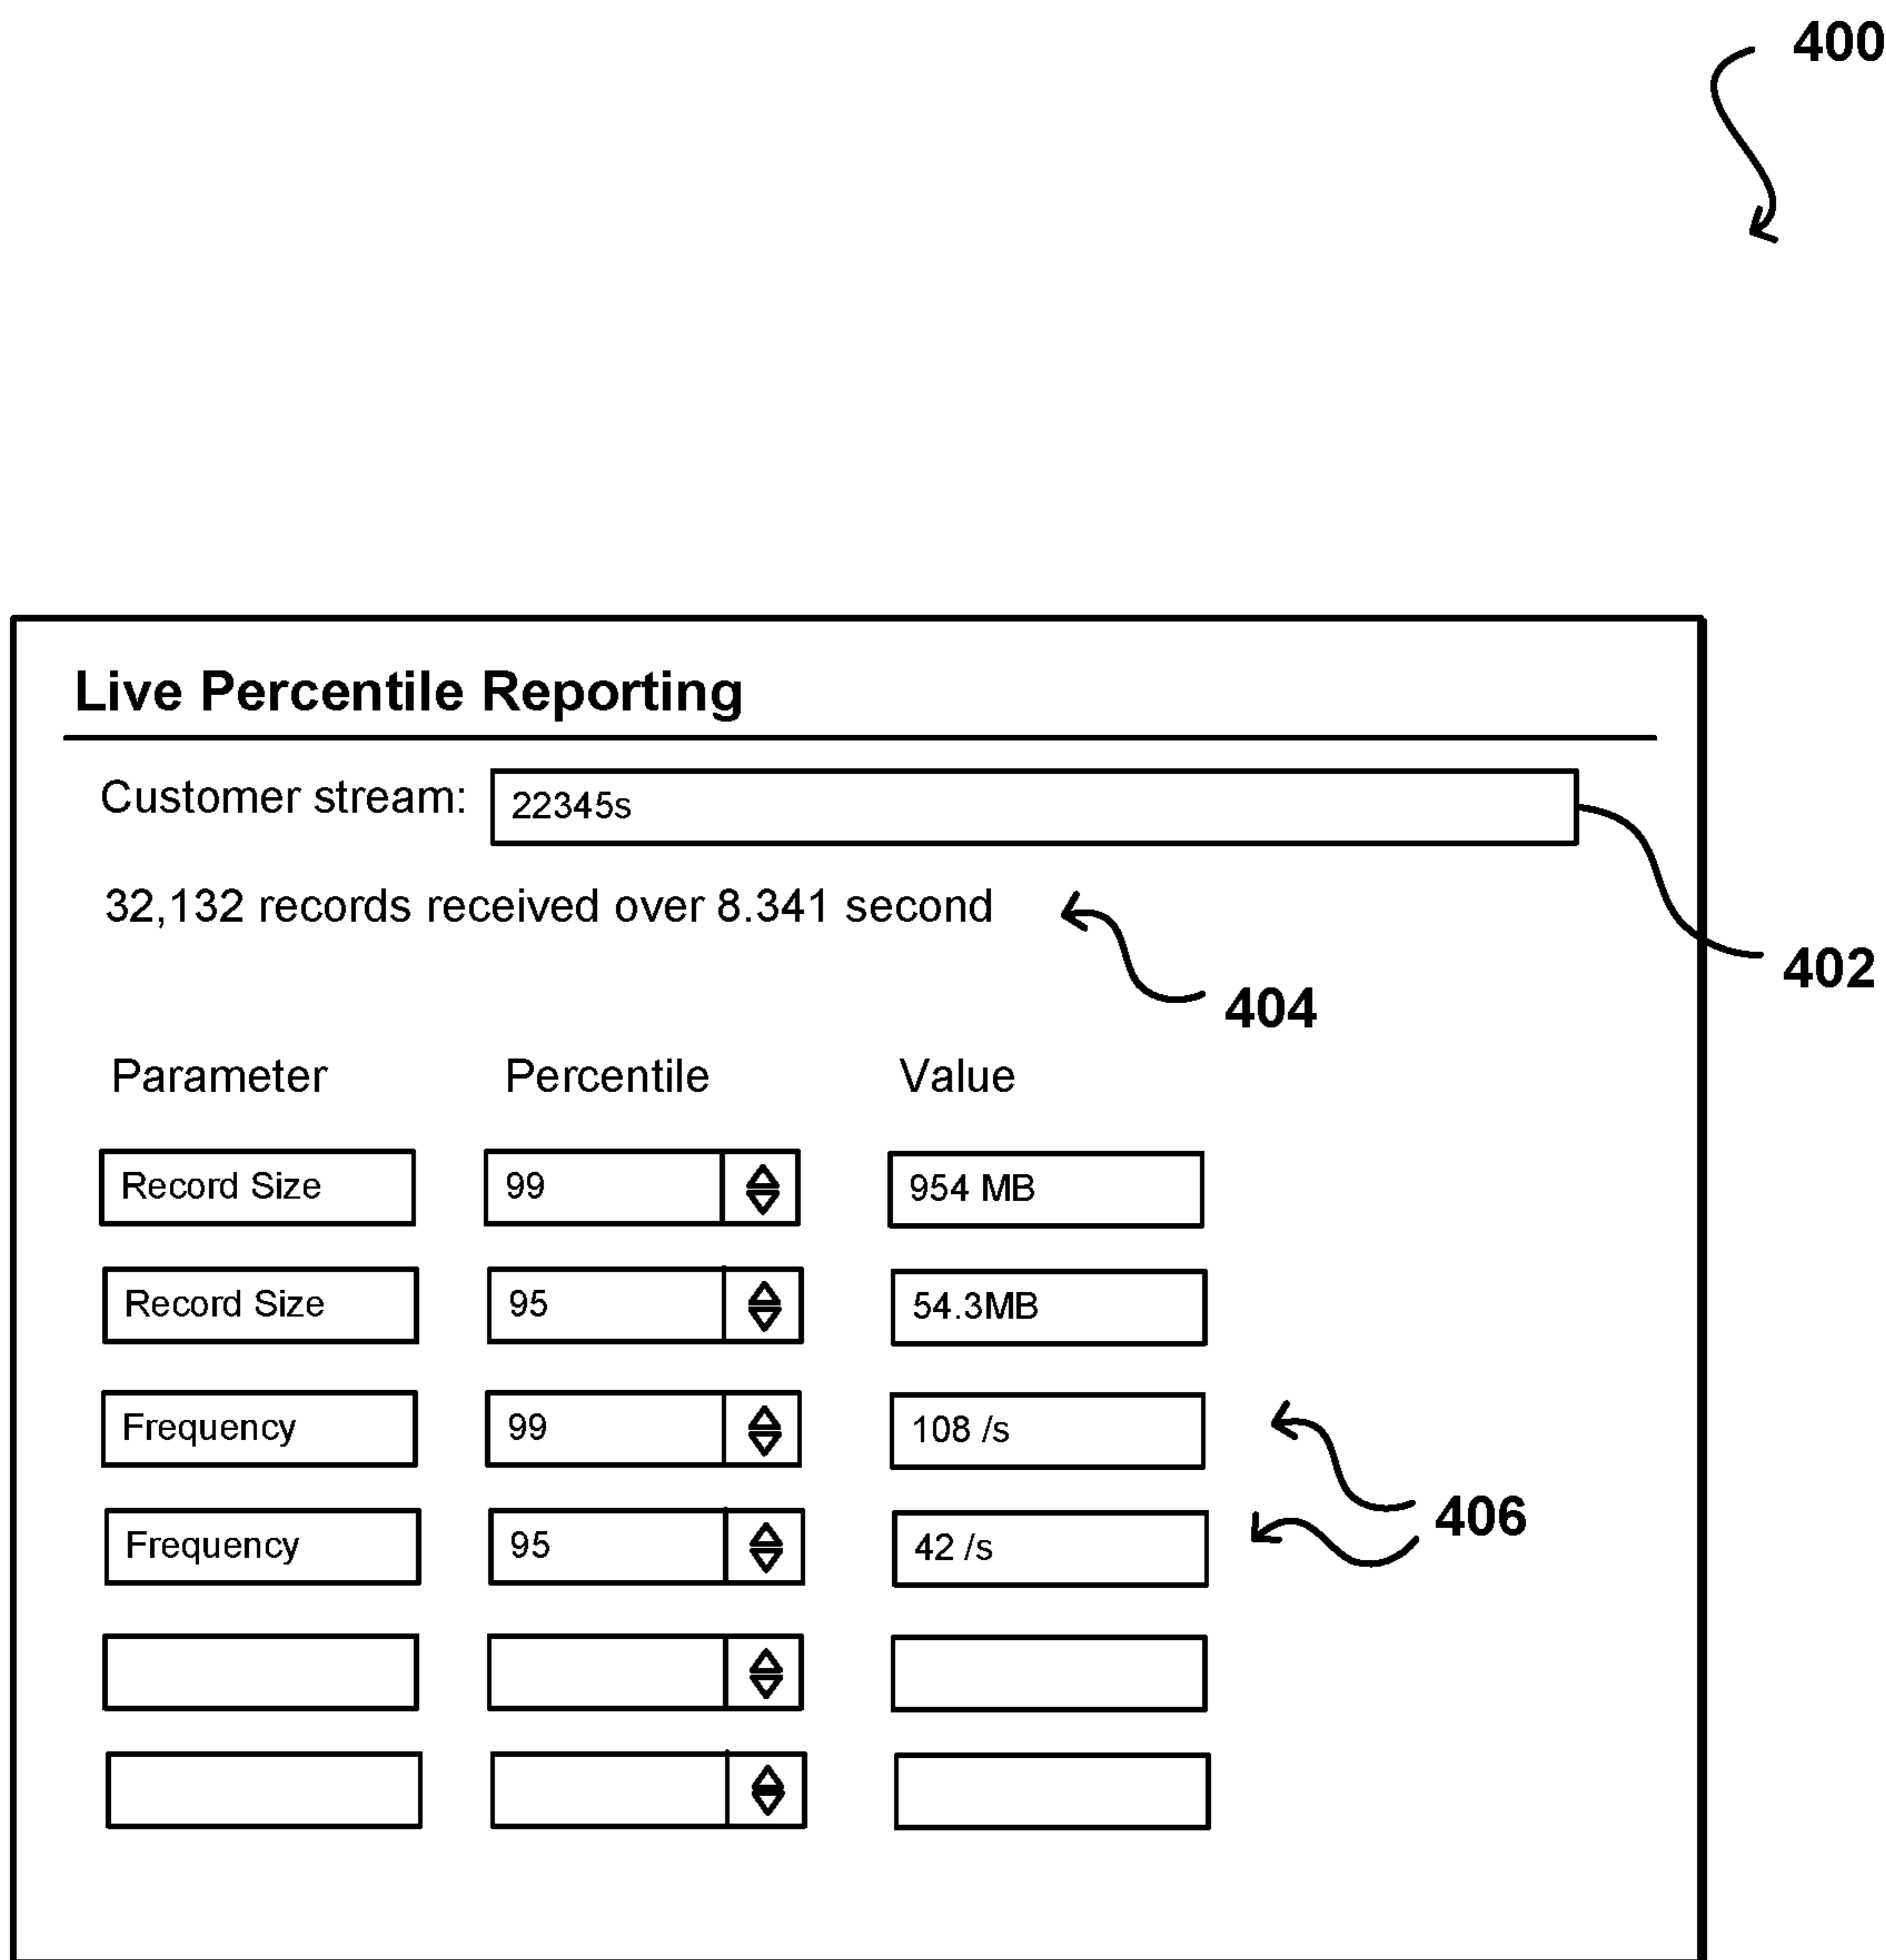 400
Live Percentile Reporting
Customer stream: 22345s
402
32,132 records received over 8.341 second
404
Parameter Percentile Value
Record Size 99 954 MB
Record Size 95 54.3MB
Frequency 99 108 /s
406
Frequency 95 42 /s